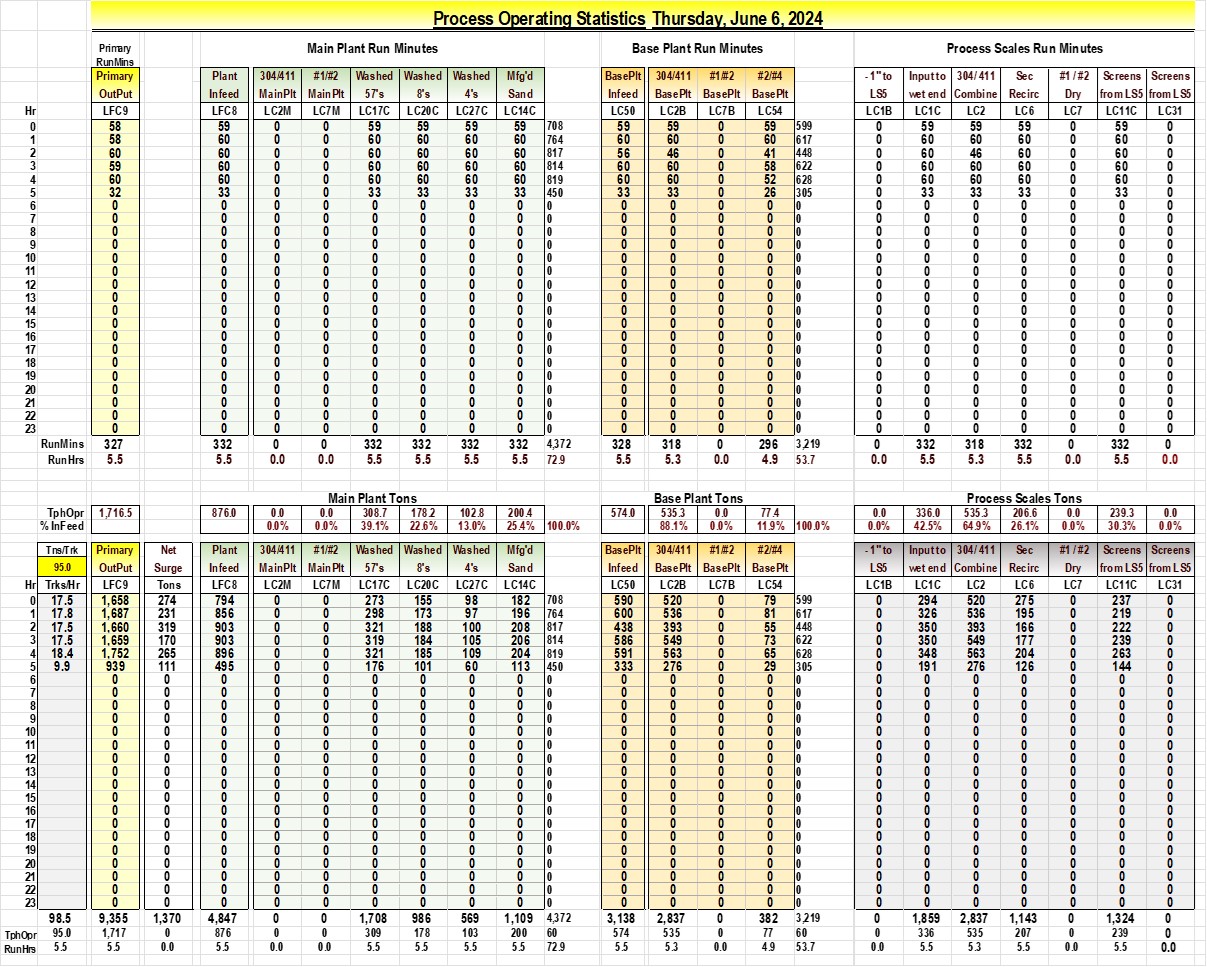 Process Operating Statistics Thursday, June 6, 2024
Primary RunMins Main Plant Run Minutes Base Plant Run Minutes Process Scales Run Minutes
Primary Plant 304/411 #1/#2 Washed Washed Washed Mfg'd BasePlt 304/411 #1/#2 #2/#4 -1" to Input to 304/411 Sec #1/#2 Screens Screens
OutPut Infeed MainPlt Main Plt 57's 8's 4's Sand Infeed BasePlt BasePlt BasePlt LS5 wet end Combine Recirc Dry from LS5 from LS5
Hr LFC9 LFC8 LC2M LC7M LC17C LC20C LC27C LC14C LC50 LC2B LC7B LC54 LC1B LC1C LC2 LC6 LC7 LC11C LC31
0 58 59 0 0 59 59 59 59 708 59 59 0 59 599 0 59 59 59 0 59 0
1 58 60 0 0 60 60 60 60 764 60 60 0 60 617 0 60 60 60 0 60 0
2 60 60 0 0 60 60 60 60 817 56 46 0 41 448 0 60 46 60 0 60 0
3 59 60 0 0 60 60 60 60 814 60 60 0 58 622 0 60 60 60 0 60 0
4 60 60 0 0 60 60 60 60 819 60 60 0 52 628 0 60 60 60 0 60 0
5 32 33 0 0 33 33 33 33 450 33 33 0 26 305 0 33 33 33 0 33 0
6 0 0 0 0 0 0 0 0 0 0 0 0 0 0 0 0 0 0 0 0 0
7 0 0 0 0 0 0 0 0 0 0 0 0 0 0 0 0 0 0 0 0 0
8 0 0 0 0 0 0 0 0 0 0 0 0 0 0 0 0 0 0 0 0 0
9 0 0 0 0 0 0 0 0 0 0 0 0 0 0 0 0 0 0 0 0 0
10 0 0 0 0 0 0 0 0 0 0 0 0 0 0 0 0 0 0 0 0 0
11 0 0 0 0 0 0 0 0 0 0 0 0 0 0 0 0 0 0 0 0 0
12 0 0 0 0 0 0 0 0 0 0 0 0 0 0 0 0 0 0 0 0 0
13 0 0 0 0 0 0 0 0 0 0 0 0 0 0 0 0 0 0 0 0 0
14 0 0 0 0 0 0 0 0 0 0 0 0 0 0 0 0 0 0 0 0 0
15 0 0 0 0 0 0 0 0 0 0 0 0 0 0 0 0 0 0 0 0 0
16 0 0 0 0 0 0 0 0 0 0 0 0 0 0 0 0 0 0 0 0 0
17 0 0 0 0 0 0 0 0 0 0 0 0 0 0 0 0 0 0 0 0 0
18 0 0 0 0 0 0 0 0 0 0 0 0 0 0 0 0 0 0 0 0 0
19 0 0 0 0 0 0 0 0 0 0 0 0 0 0 0 0 0 0 0 0 0
20 0 0 0 0 0 0 0 0 0 0 0 0 0 0 0 0 0 0 0 0 0
21 0 0 0 0 0 0 0 0 0 0 0 0 0 0 0 0 0 0 0 0 0
22 0 0 0 0 0 0 0 0 0 0 0 0 0 0 0 0 0 0 0 0 0
23 0 0 0 0 0 0 0 0 0 0 0 0 0 0 0 0 0 0 0 0 0
RunMins 327 332 0 0 332 332 332 332 4,372 328 318 0 296 3,219 0 332 318 332 0 332 0
RunHrs 5.5 5.5 0.0 0.0 5.5 5.5 5.5 5.5 72.9 5.5 5.3 0.0 4.9 53.7 0.0 5.5 5.3 5.5 0.0 5.5 0.0
Main Plant Tons Base Plant Tons Process Scales Tons
TphOpr 1,716.5 876.0 0.0 0.0 308.7 178.2 102.8 200.4 574.0 535.3 0.0 77.4 0.0 336.0 535.3 206.6 0.0 239.3 0.0
% InFeed 0.0% 0.0% 39.1% 22.6% 13.0% 25.4% 100.0% 88.1% 0.0% 11.9% 100.0% 0.0% 42.5% 64.9% 26.1% 0.0% 30.3% 0.0%
Tns/Trk Primary Net Plant 304/411 #1/#2 Washed Washed Washed Mfg'd BasePlt 304/411 #1/#2 #2/#4 -1" to Input to 304/411 Sec #1/#2 Screens Screens
95.0 OutPut Surge Infeed MainPlt Main Plt 57's 8's 4's Sand Infeed BasePlt BasePlt BasePlt LS5 wet end Combine Recirc Dry from LS5 from LS5
Hr Trks/Hr LFC9 Tons LFC8 LC2M LC7M LC17C LC20C LC27C LC14C LC50 LC2B LC7B LC54 LC1B LC1C LC2 LC6 LC7 LC11C LC31
0 17.5 1,658 274 794 0 0 273 155 98 182 708 590 520 0 79 599 0 294 520 275 0 237 0
1 17.8 1,687 231 856 0 0 298 173 97 196 764 600 536 0 81 617 0 326 536 195 0 219 0
2 17.5 1,660 319 903 0 0 321 188 100 208 817 438 393 0 55 448 0 350 393 166 0 222 0
3 17.5 1,659 170 903 0 0 319 184 105 206 814 586 549 0 73 622 0 350 549 177 0 239 0
4 18.4 1,752 265 896 0 0 321 185 109 204 819 591 563 0 65 628 0 348 563 204 0 263 0
5 9.9 939 111 495 0 0 176 101 60 113 450 333 276 0 29 305 0 191 276 126 0 144 0
6 0 0 0 0 0 0 0 0 0 0 0 0 0 0 0 0 0 0 0 0 0 0
7 0 0 0 0 0 0 0 0 0 0 0 0 0 0 0 0 0 0 0 0 0 0
8 0 0 0 0 0 0 0 0 0 0 0 0 0 0 0 0 0 0 0 0 0 0
9 0 0 0 0 0 0 0 0 0 0 0 0 0 0 0 0 0 0 0 0 0 0
10 0 0 0 0 0 0 0 0 0 0 0 0 0 0 0 0 0 0 0 0 0 0
11 0 0 0 0 0 0 0 0 0 0 0 0 0 0 0 0 0 0 0 0 0 0
12 0 0 0 0 0 0 0 0 0 0 0 0 0 0 0 0 0 0 0 0 0 0
13 0 0 0 0 0 0 0 0 0 0 0 0 0 0 0 0 0 0 0 0 0 0
14 0 0 0 0 0 0 0 0 0 0 0 0 0 0 0 0 0 0 0 0 0 0
15 0 0 0 0 0 0 0 0 0 0 0 0 0 0 0 0 0 0 0 0 0 0
16 0 0 0 0 0 0 0 0 0 0 0 0 0 0 0 0 0 0 0 0 0 0
17 0 0 0 0 0 0 0 0 0 0 0 0 0 0 0 0 0 0 0 0 0 0
18 0 0 0 0 0 0 0 0 0 0 0 0 0 0 0 0 0 0 0 0 0 0
19 0 0 0 0 0 0 0 0 0 0 0 0 0 0 0 0 0 0 0 0 0 0
20 0 0 0 0 0 0 0 0 0 0 0 0 0 0 0 0 0 0 0 0 0 0
21 0 0 0 0 0 0 0 0 0 0 0 0 0 0 0 0 0 0 0 0 0 0
22 0 0 0 0 0 0 0 0 0 0 0 0 0 0 0 0 0 0 0 0 0 0
23 0 0 0 0 0 0 0 0 0 0 0 0 0 0 0 0 0 0 0 0 0 0
98.5 9,355 1,370 4,847 0 0 1,708 986 569 1,109 4,372 3,138 2,837 0 382 3,219 0 1,859 2,837 1,143 0 1,324 0
TphOpr 95.0 1,717 0 876 0 0 309 178 103 200 60 574 535 0 77 60 0 336 535 207 0 239 0
RunHrs 5.5 5.5 0.0 5.5 0.0 0.0 5.5 5.5 5.5 5.5 72.9 5.5 5.3 0.0 4.9 53.7 0.0 5.5 5.3 5.5 0.0 5.5 0.0